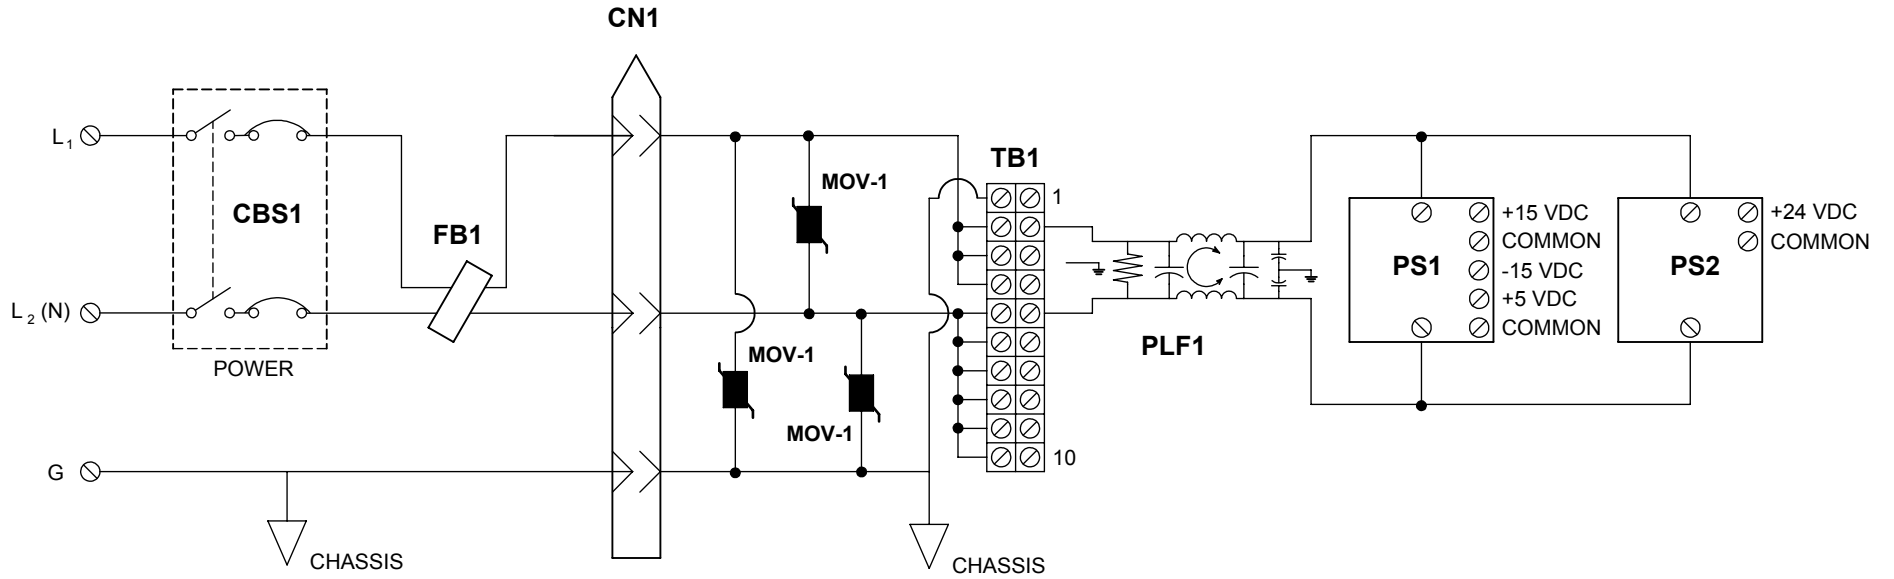 CN1
L₁
CBS1
FB1
L₂ (N)
POWER
G
CHASSIS
MOV-1
MOV-1
MOV-1
CHASSIS
TB1
1
10
PLF1
PS1
+15 VDC
COMMON
-15 VDC
+5 VDC
COMMON
PS2
+24 VDC
COMMON